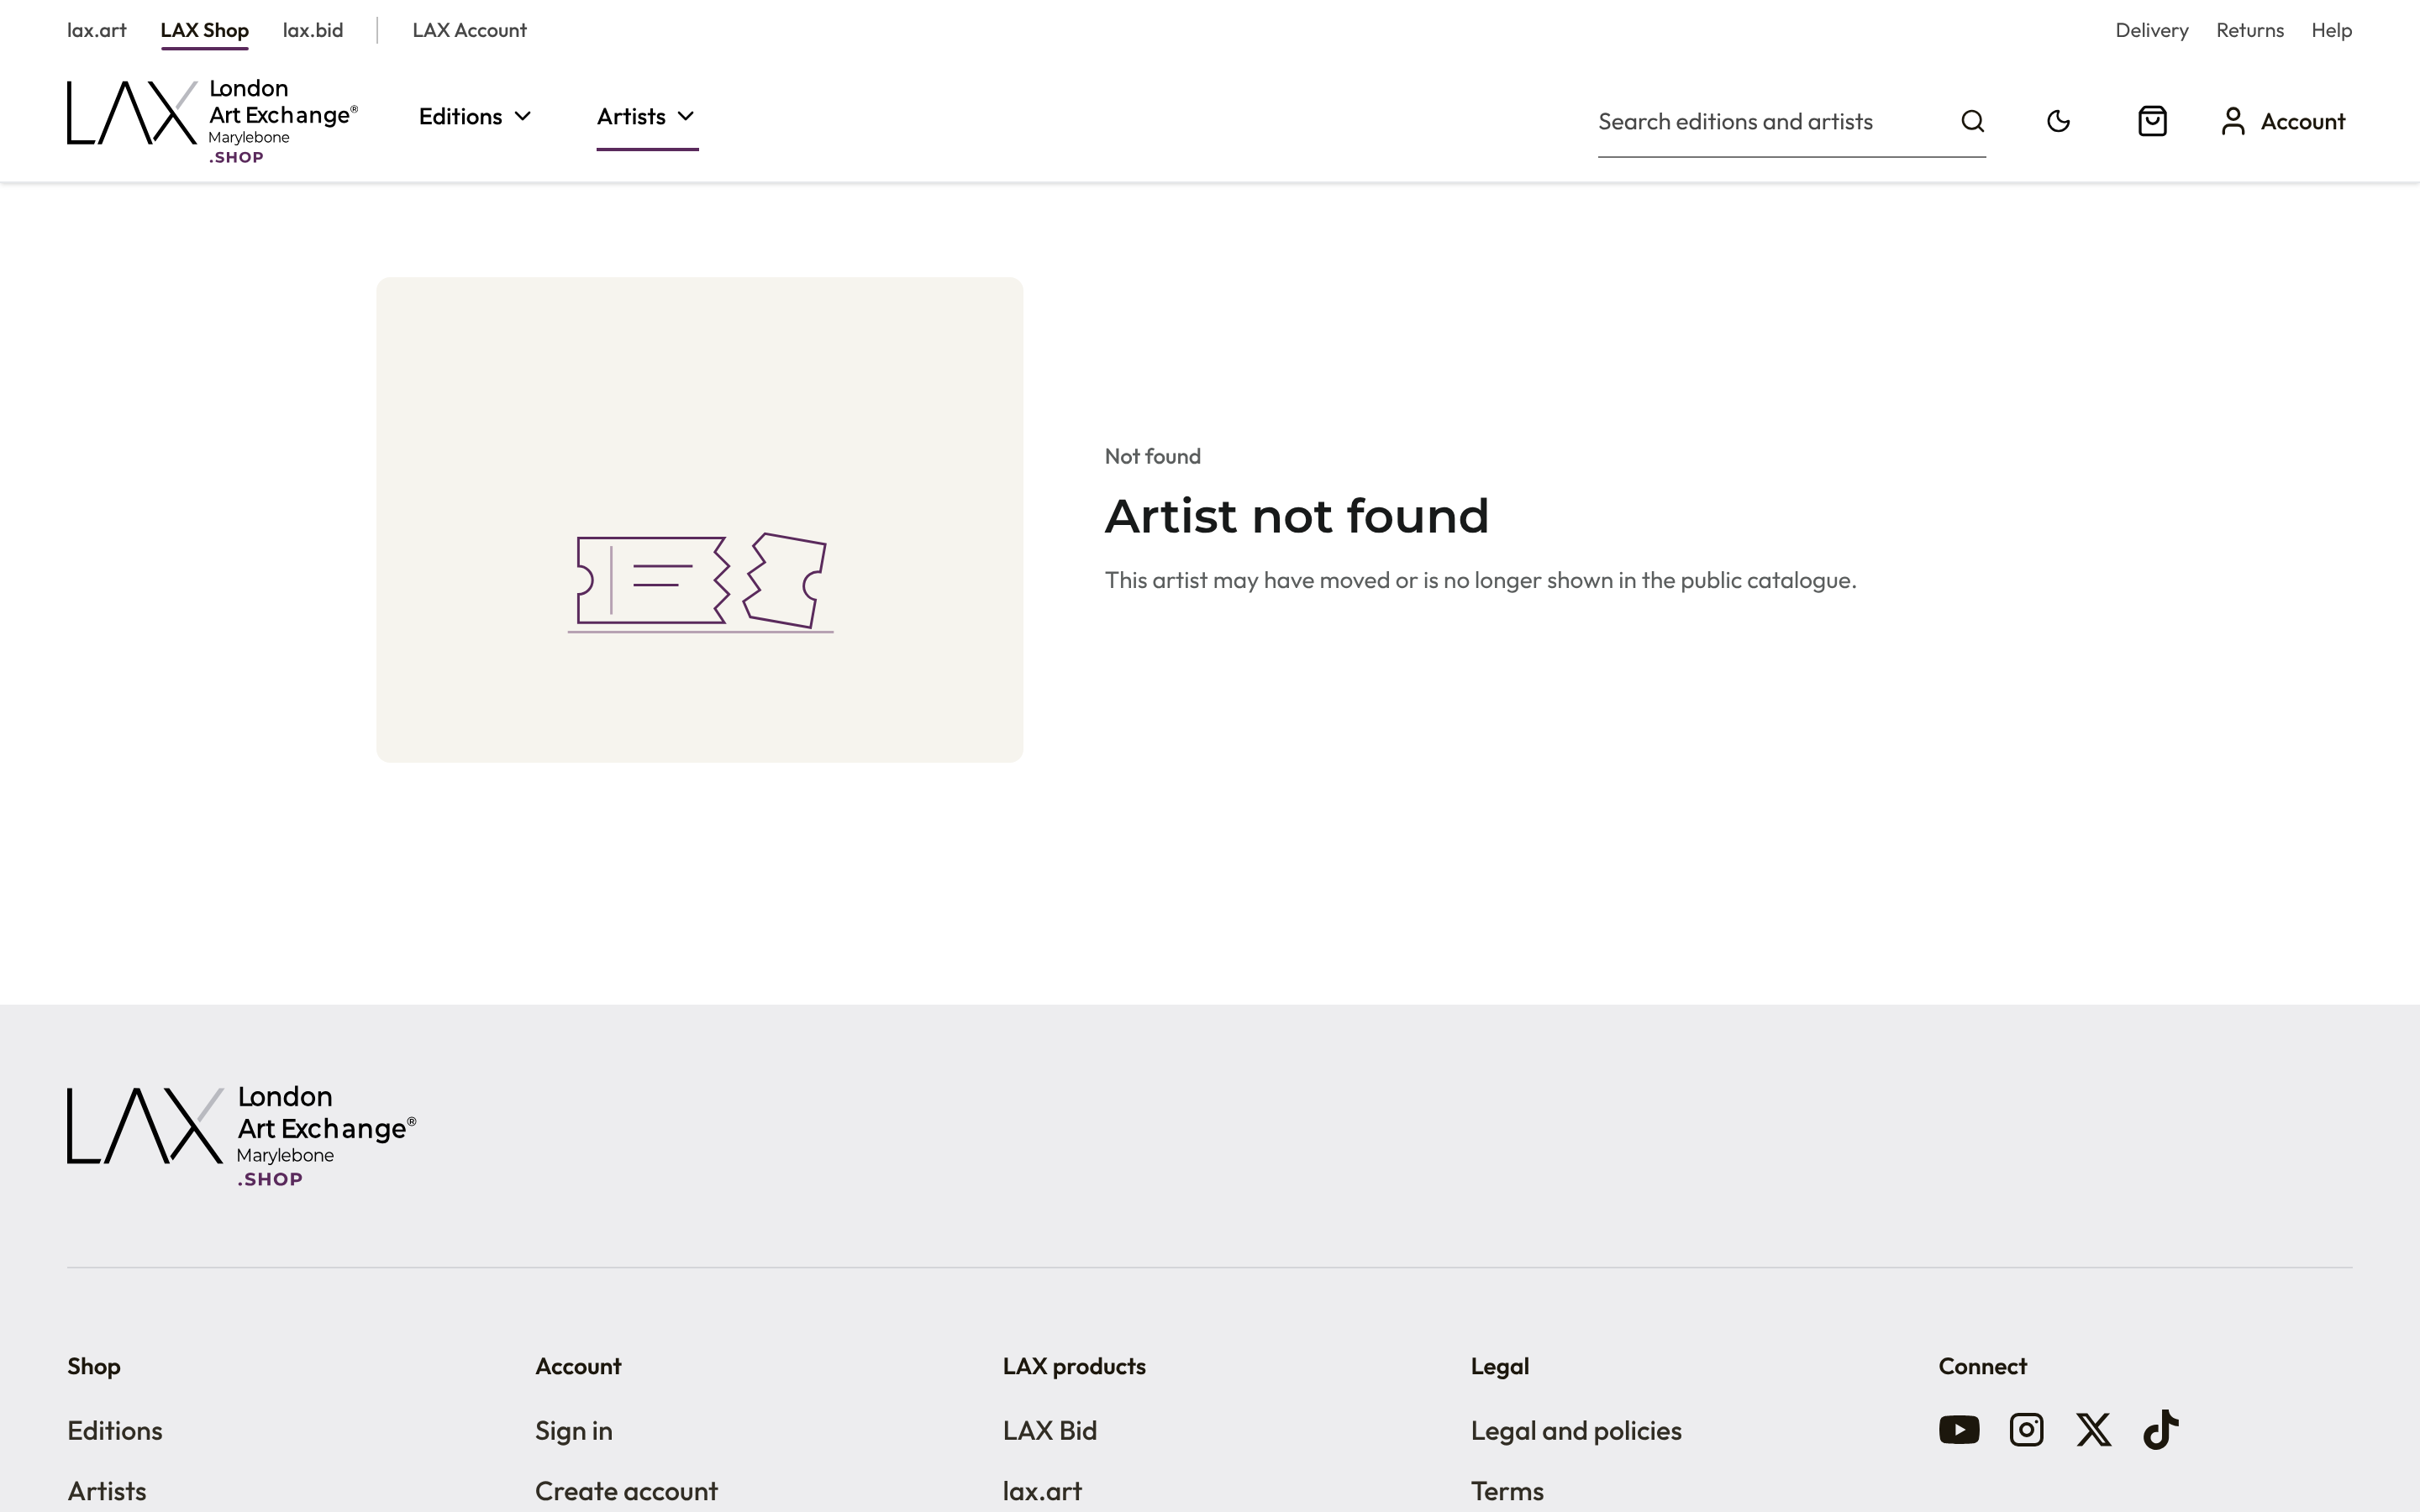 lax.art
LAX Shop
lax.bid
LAX Account
Delivery
Returns
Help
LAX
London
Art Exchange®
Marylebone
.SHOP
Editions
Artists
Search editions and artists
Account
Not found
Artist not found
This artist may have moved or is no longer shown in the public catalogue.
LAX
London
Art Exchange®
Marylebone
.SHOP
Shop
Editions
Artists
Account
Sign in
Create account
LAX products
LAX Bid
lax.art
Legal
Legal and policies
Terms
Connect